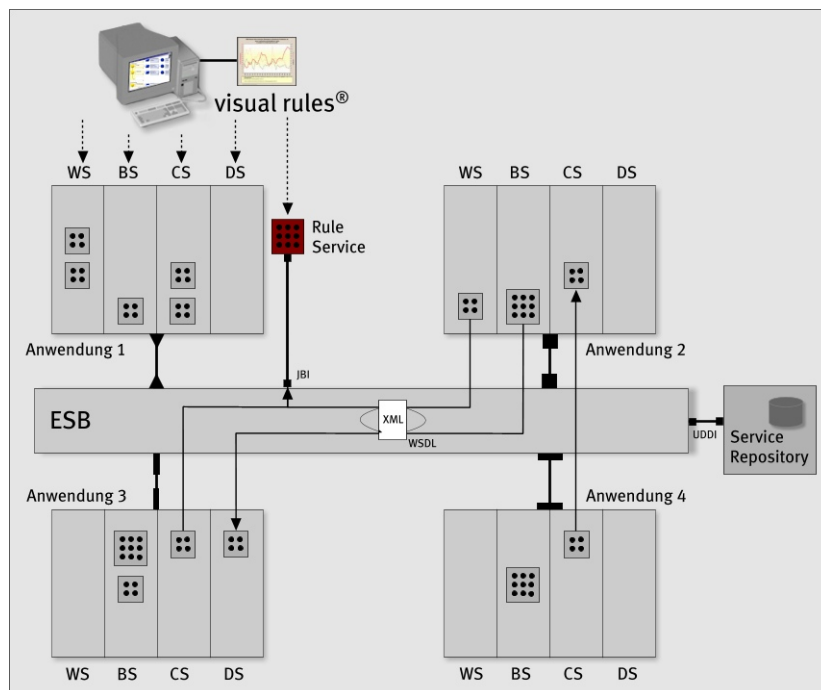 visual rules®
WS BS CS DS
WS BS CS DS
Rule
Service
Anwendung 1
Anwendung 2
JBI
ESB
XML
WSDL
UDDI
Service
Repository
Anwendung 3
Anwendung 4
WS BS CS DS
WS BS CS DS